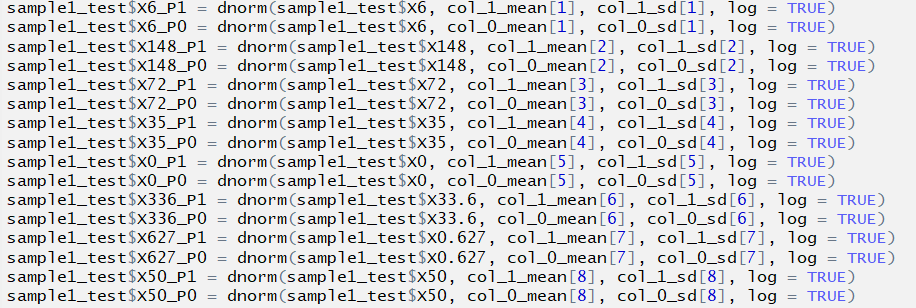 sample1_test$X6_P1 = dnorm(sample1_test$X6, col_1_mean[1], col_1_sd[1], log = TRUE)
sample1_test$X6_P0 = dnorm(sample1_test$X6, col_0_mean[1], col_0_sd[1], log = TRUE)
sample1_test$X148_P1 = dnorm(sample1_test$X148, col_1_mean[2], col_1_sd[2], log = TRUE)
sample1_test$X148_P0 = dnorm(sample1_test$X148, col_0_mean[2], col_0_sd[2], log = TRUE)
sample1_test$X72_P1 = dnorm(sample1_test$X72, col_1_mean[3], col_1_sd[3], log = TRUE)
sample1_test$X72_P0 = dnorm(sample1_test$X72, col_0_mean[3], col_0_sd[3], log = TRUE)
sample1_test$X35_P1 = dnorm(sample1_test$X35, col_1_mean[4], col_1_sd[4], log = TRUE)
sample1_test$X35_P0 = dnorm(sample1_test$X35, col_0_mean[4], col_0_sd[4], log = TRUE)
sample1_test$X0_P1 = dnorm(sample1_test$X0, col_1_mean[5], col_1_sd[5], log = TRUE)
sample1_test$X0_P0 = dnorm(sample1_test$X0, col_0_mean[5], col_0_sd[5], log = TRUE)
sample1_test$X336_P1 = dnorm(sample1_test$X33.6, col_1_mean[6], col_1_sd[6], log = TRUE)
sample1_test$X336_P0 = dnorm(sample1_test$X33.6, col_0_mean[6], col_0_sd[6], log = TRUE)
sample1_test$X627_P1 = dnorm(sample1_test$X0.627, col_1_mean[7], col_1_sd[7], log = TRUE)
sample1_test$X627_P0 = dnorm(sample1_test$X0.627, col_0_mean[7], col_0_sd[7], log = TRUE)
sample1_test$X50_P1 = dnorm(sample1_test$X50, col_1_mean[8], col_1_sd[8], log = TRUE)
sample1_test$X50_P0 = dnorm(sample1_test$X50, col_0_mean[8], col_0_sd[8], log = TRUE)